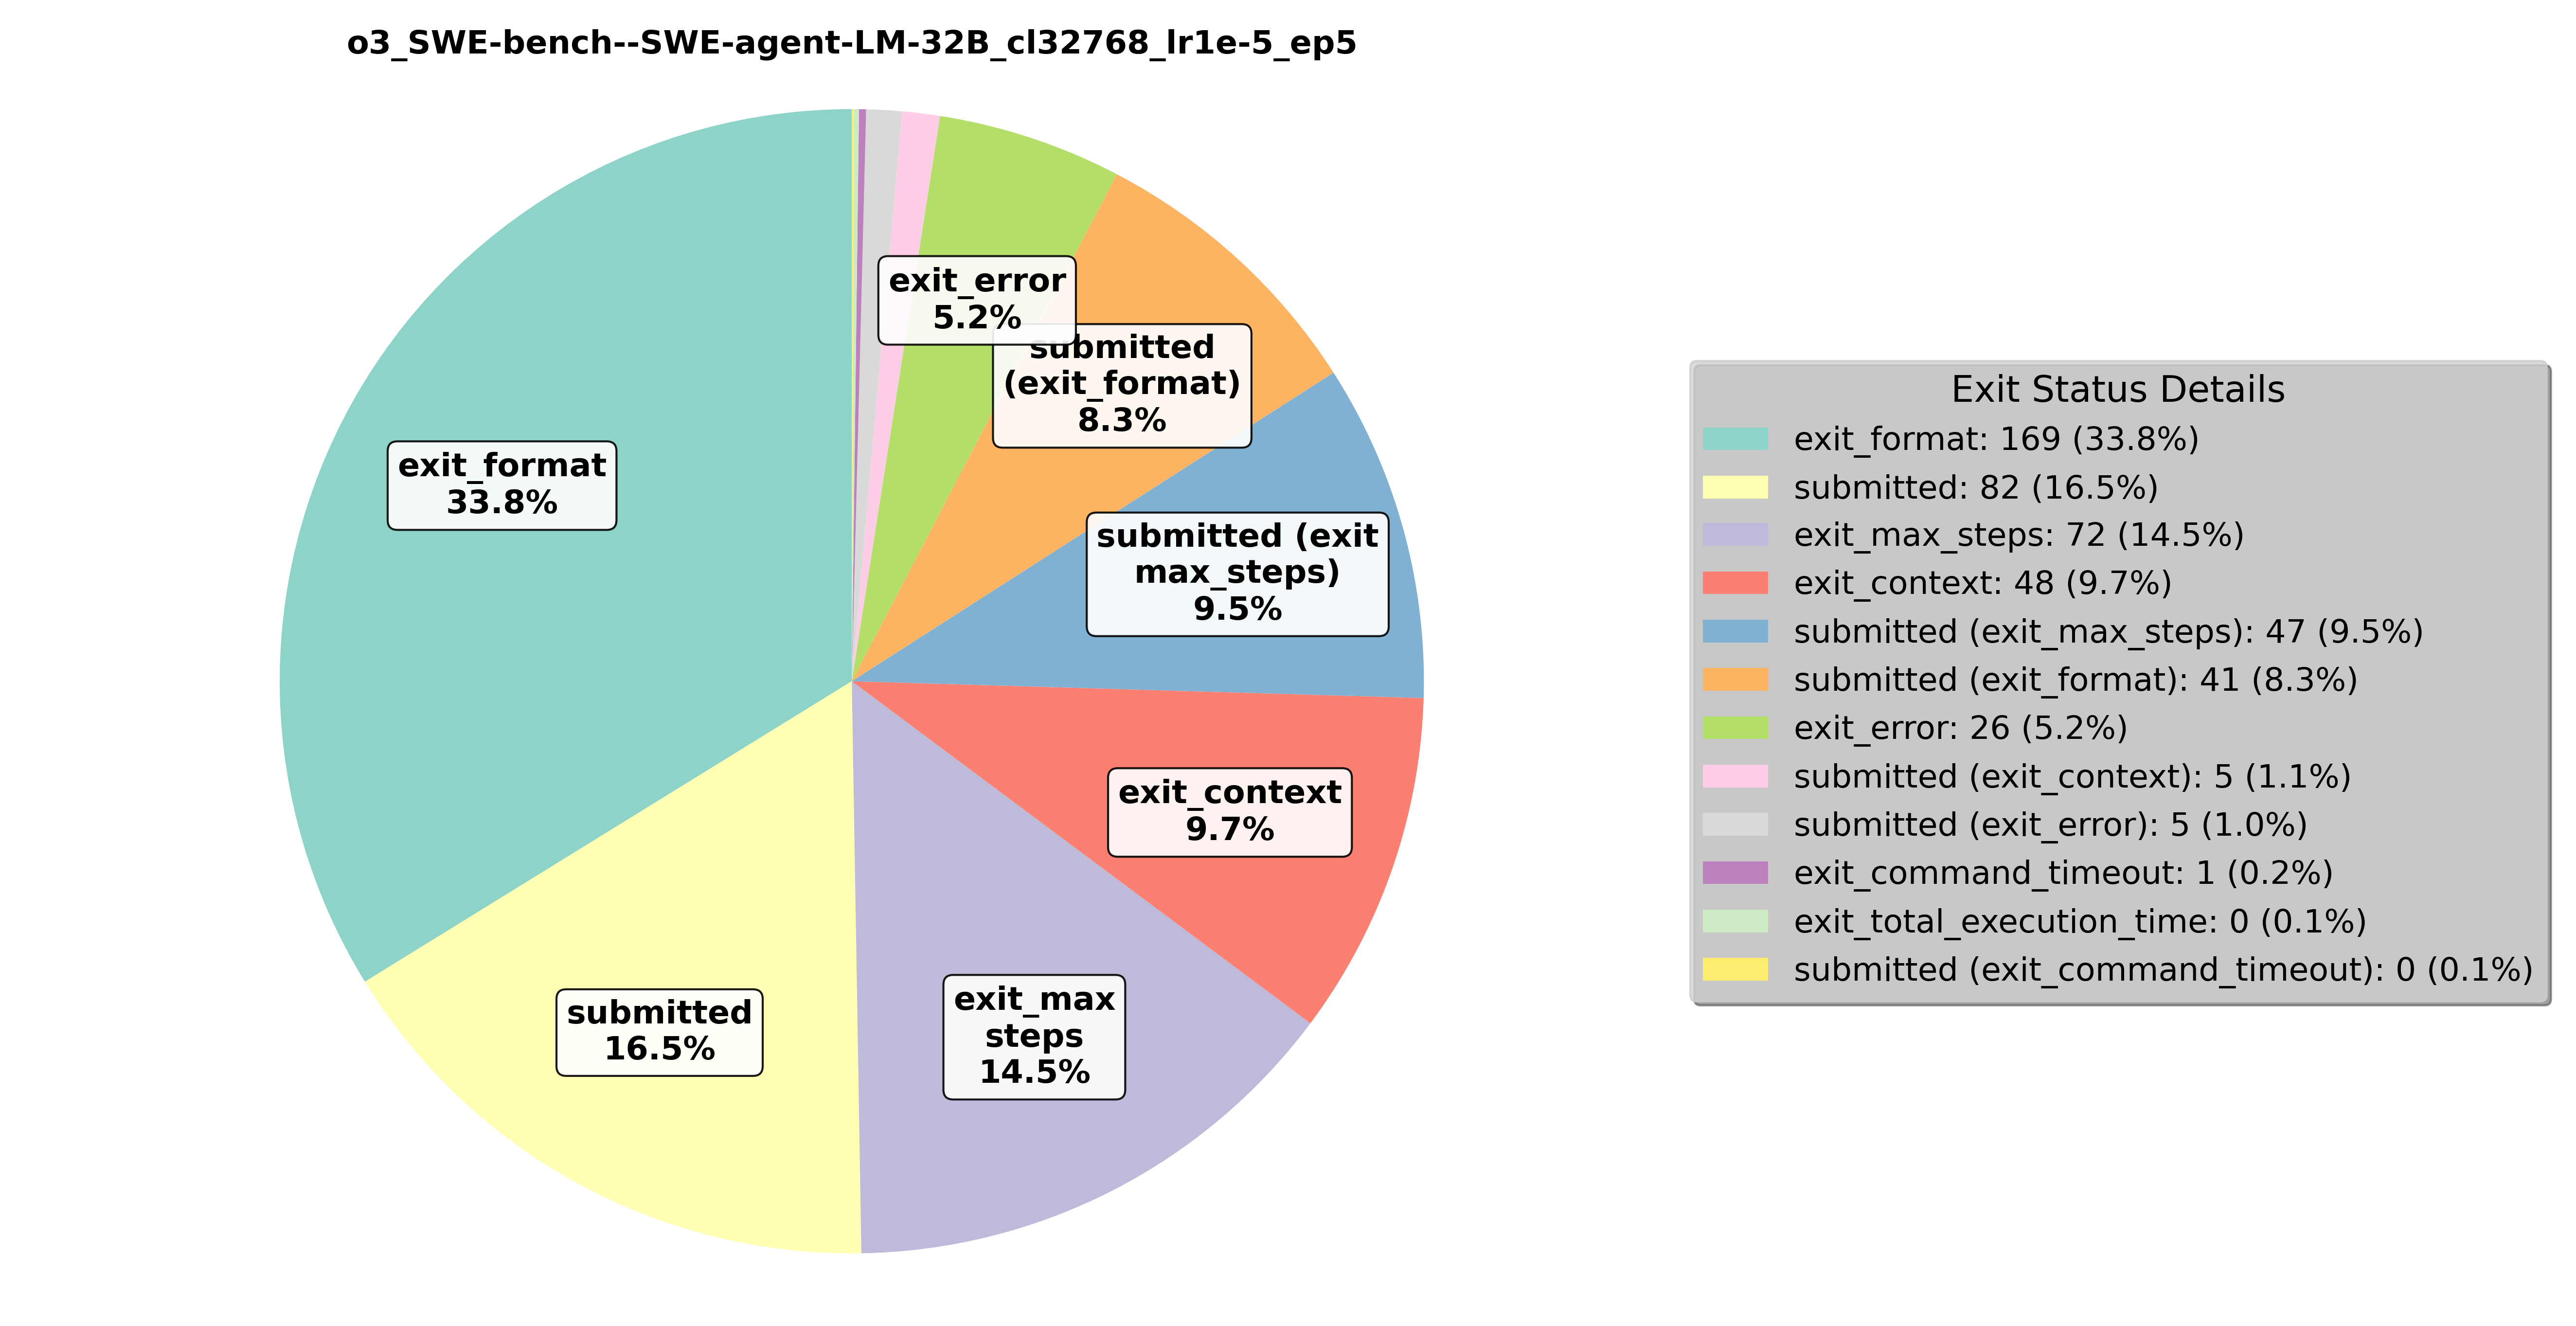 o3_SWE-bench--SWE-agent-LM-32B_cl32768_lr1e-5_ep5
exit_error
5.2%
submitted
(exit_format)
8.3%
exit_format
33.8%
submitted (exit
max_steps)
9.5%
exit_context
9.7%
submitted
16.5%
exit_max
steps
14.5%
Exit Status Details
exit_format: 169 (33.8%)
submitted: 82 (16.5%)
exit_max_steps: 72 (14.5%)
exit_context: 48 (9.7%)
submitted (exit_max_steps): 47 (9.5%)
submitted (exit_format): 41 (8.3%)
exit_error: 26 (5.2%)
submitted (exit_context): 5 (1.1%)
submitted (exit_error): 5 (1.0%)
exit_command_timeout: 1 (0.2%)
exit_total_execution_time: 0 (0.1%)
submitted (exit_command_timeout): 0 (0.1%)